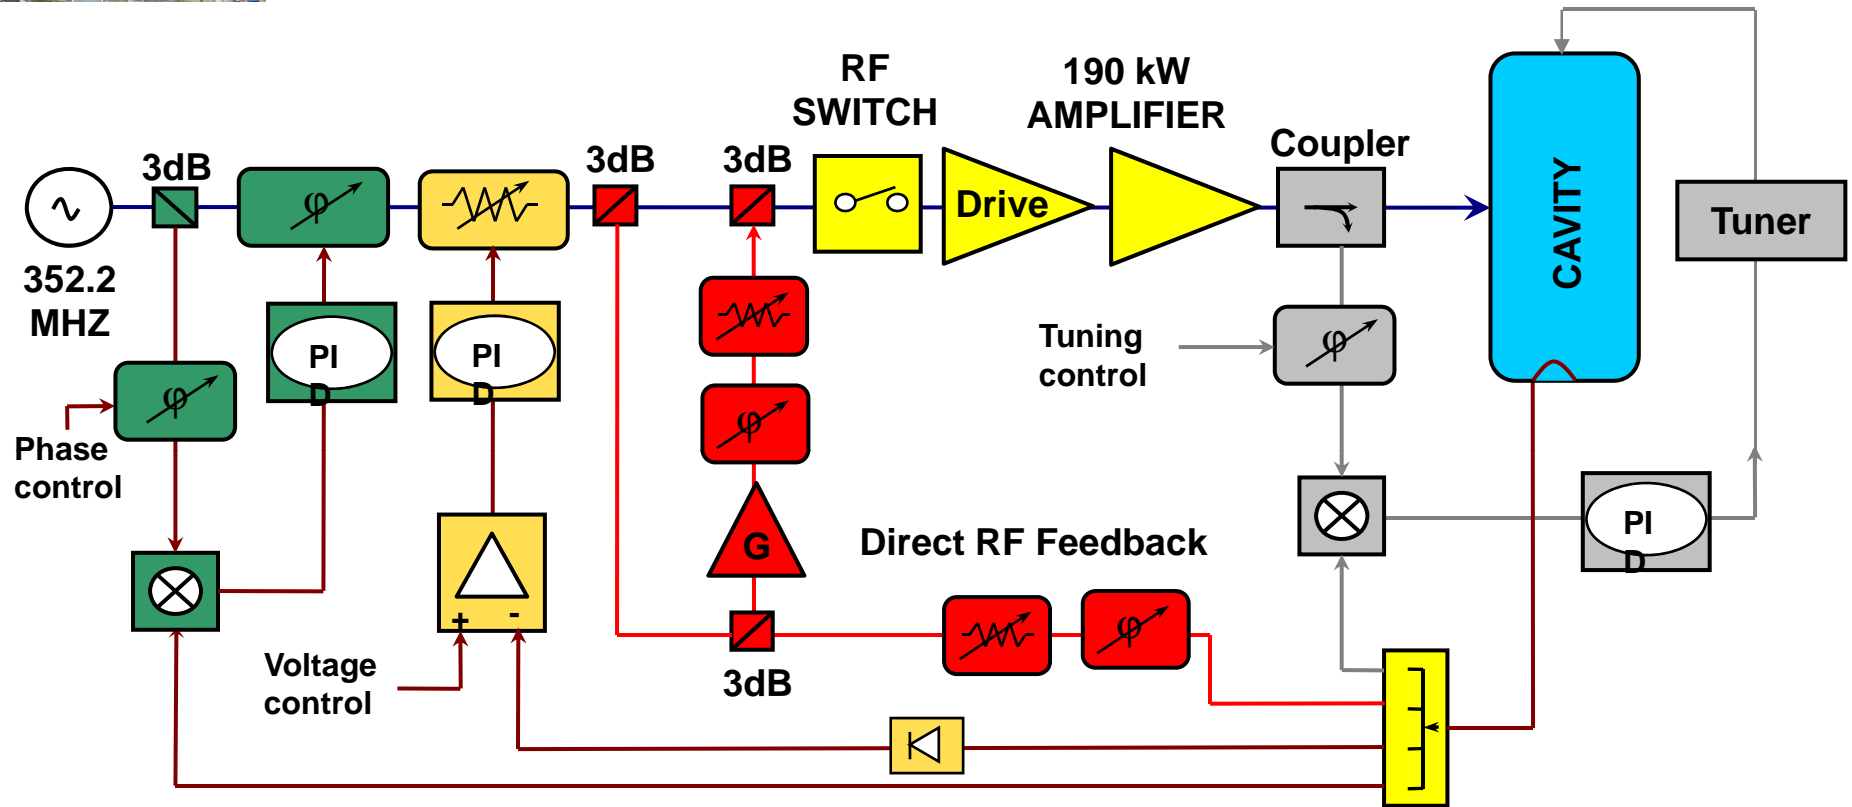 RF
SWITCH
190 kW
AMPLIFIER
Coupler
3dB
3dB
3dB
φ
Drive
CAVITY
Tuner
352.2
MHZ
PI
D
PI
D
Tuning
control
φ
φ
φ
Phase
control
G
Direct RF Feedback
PI
D
+ -
φ
Voltage
control
3dB